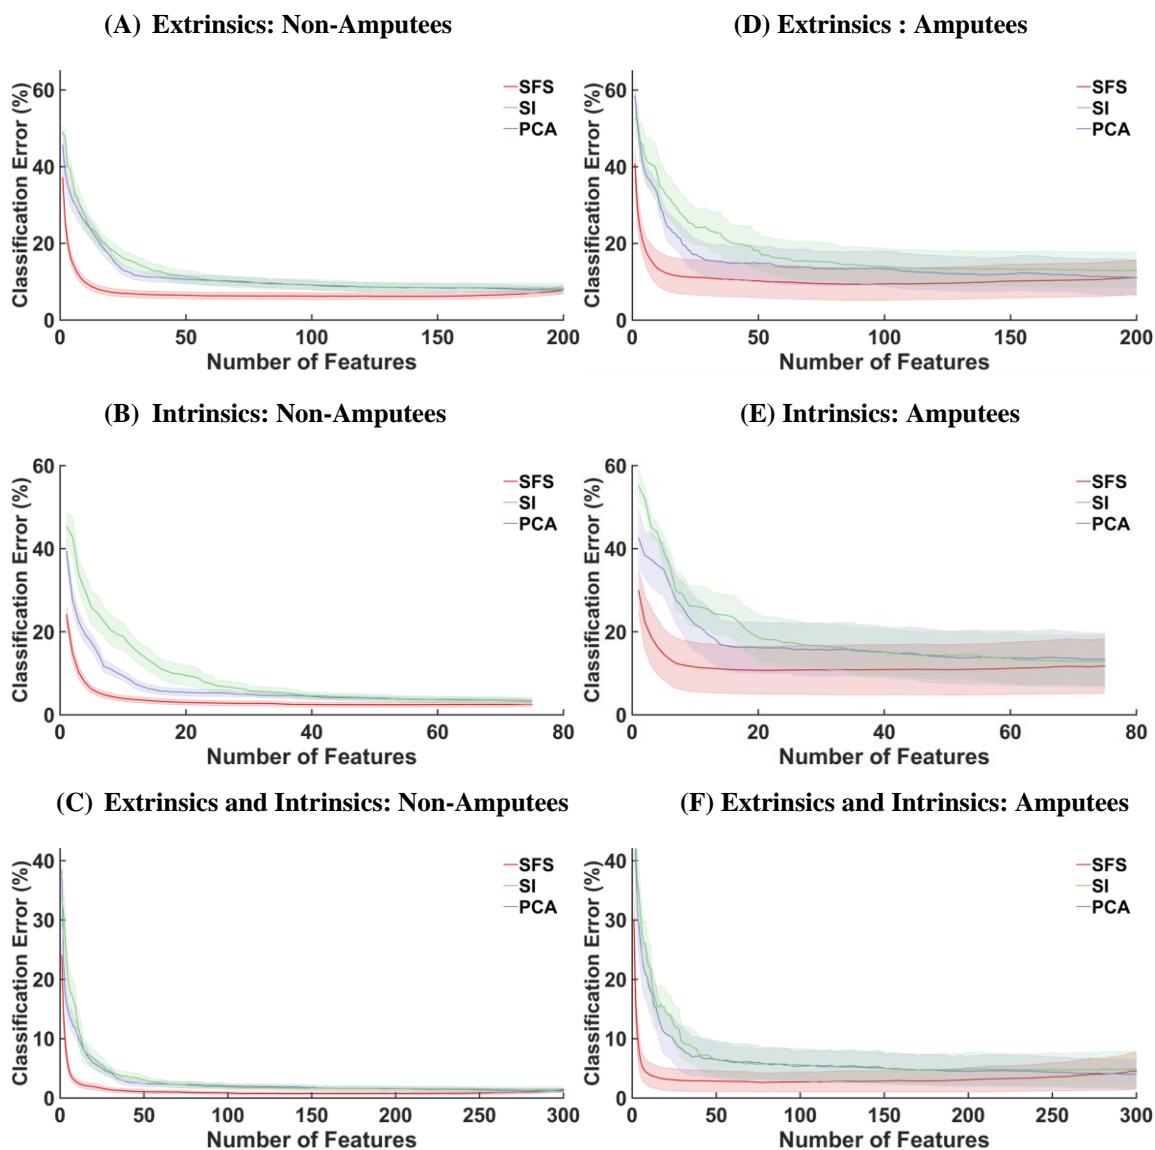 (A) Extrinsics: Non-Amputees
60
40
20
0
0 50 100 150 200
Classification Error (%)
Number of Features
SFS
SI
PCA
(D) Extrinsics : Amputees
60
40
20
0
0 50 100 150 200
Classification Error (%)
Number of Features
SFS
SI
PCA
(B) Intrinsics: Non-Amputees
60
40
20
0
0 20 40 60 80
Classification Error (%)
Number of Features
SFS
SI
PCA
(E) Intrinsics: Amputees
60
40
20
0
0 20 40 60 80
Classification Error (%)
Number of Features
SFS
SI
PCA
(C) Extrinsics and Intrinsics: Non-Amputees
40
30
20
10
0
0 50 100 150 200 250 300
Classification Error (%)
Number of Features
SFS
SI
PCA
(F) Extrinsics and Intrinsics: Amputees
40
30
20
10
0
0 50 100 150 200 250 300
Classification Error (%)
Number of Features
SFS
SI
PCA